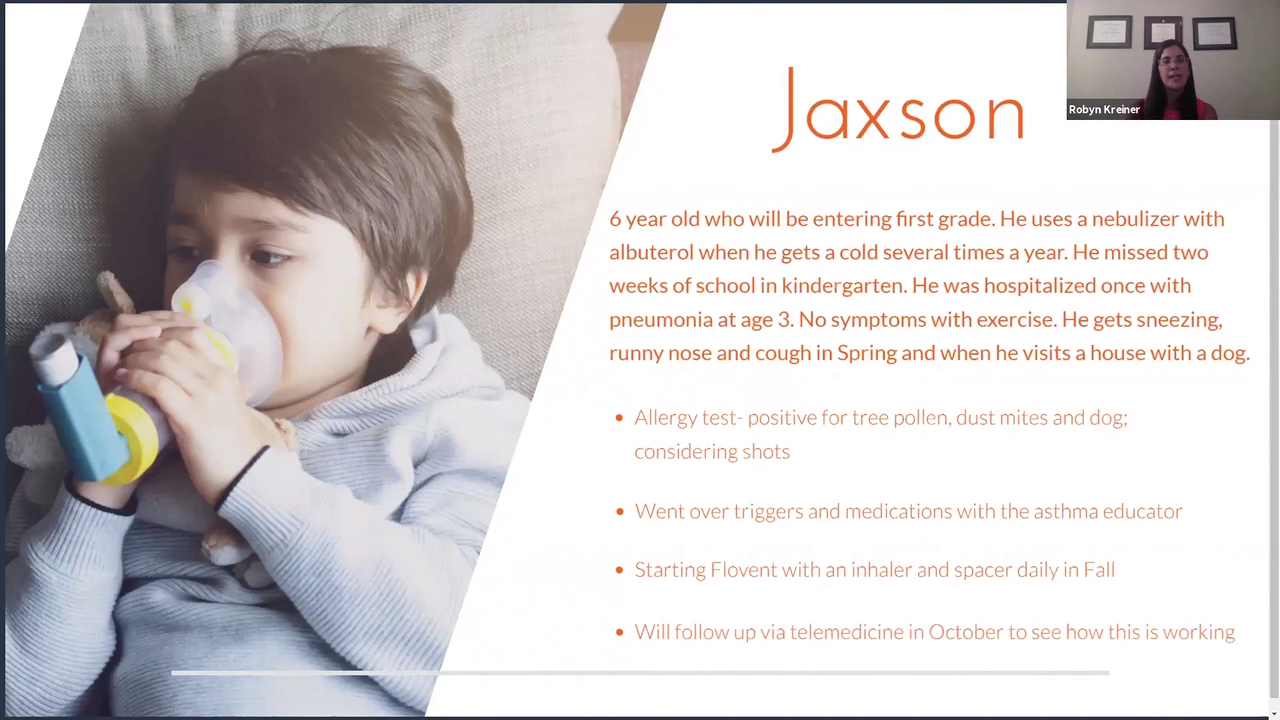 Jaxson
Robyn Kreiner
6 year old who will be entering first grade. He uses a nebulizer with
albuterol when he gets a cold several times a year. He missed two
weeks of school in kindergarten. He was hospitalized once with
pneumonia at age 3. No symptoms with exercise. He gets sneezing,
runny nose and cough in Spring and when he visits a house with a dog.
• Allergy test- positive for tree pollen, dust mites and dog;
considering shots
• Went over triggers and medications with the asthma educator
• Starting Flovent with an inhaler and spacer daily in Fall
• Will follow up via telemedicine in October to see how this is working